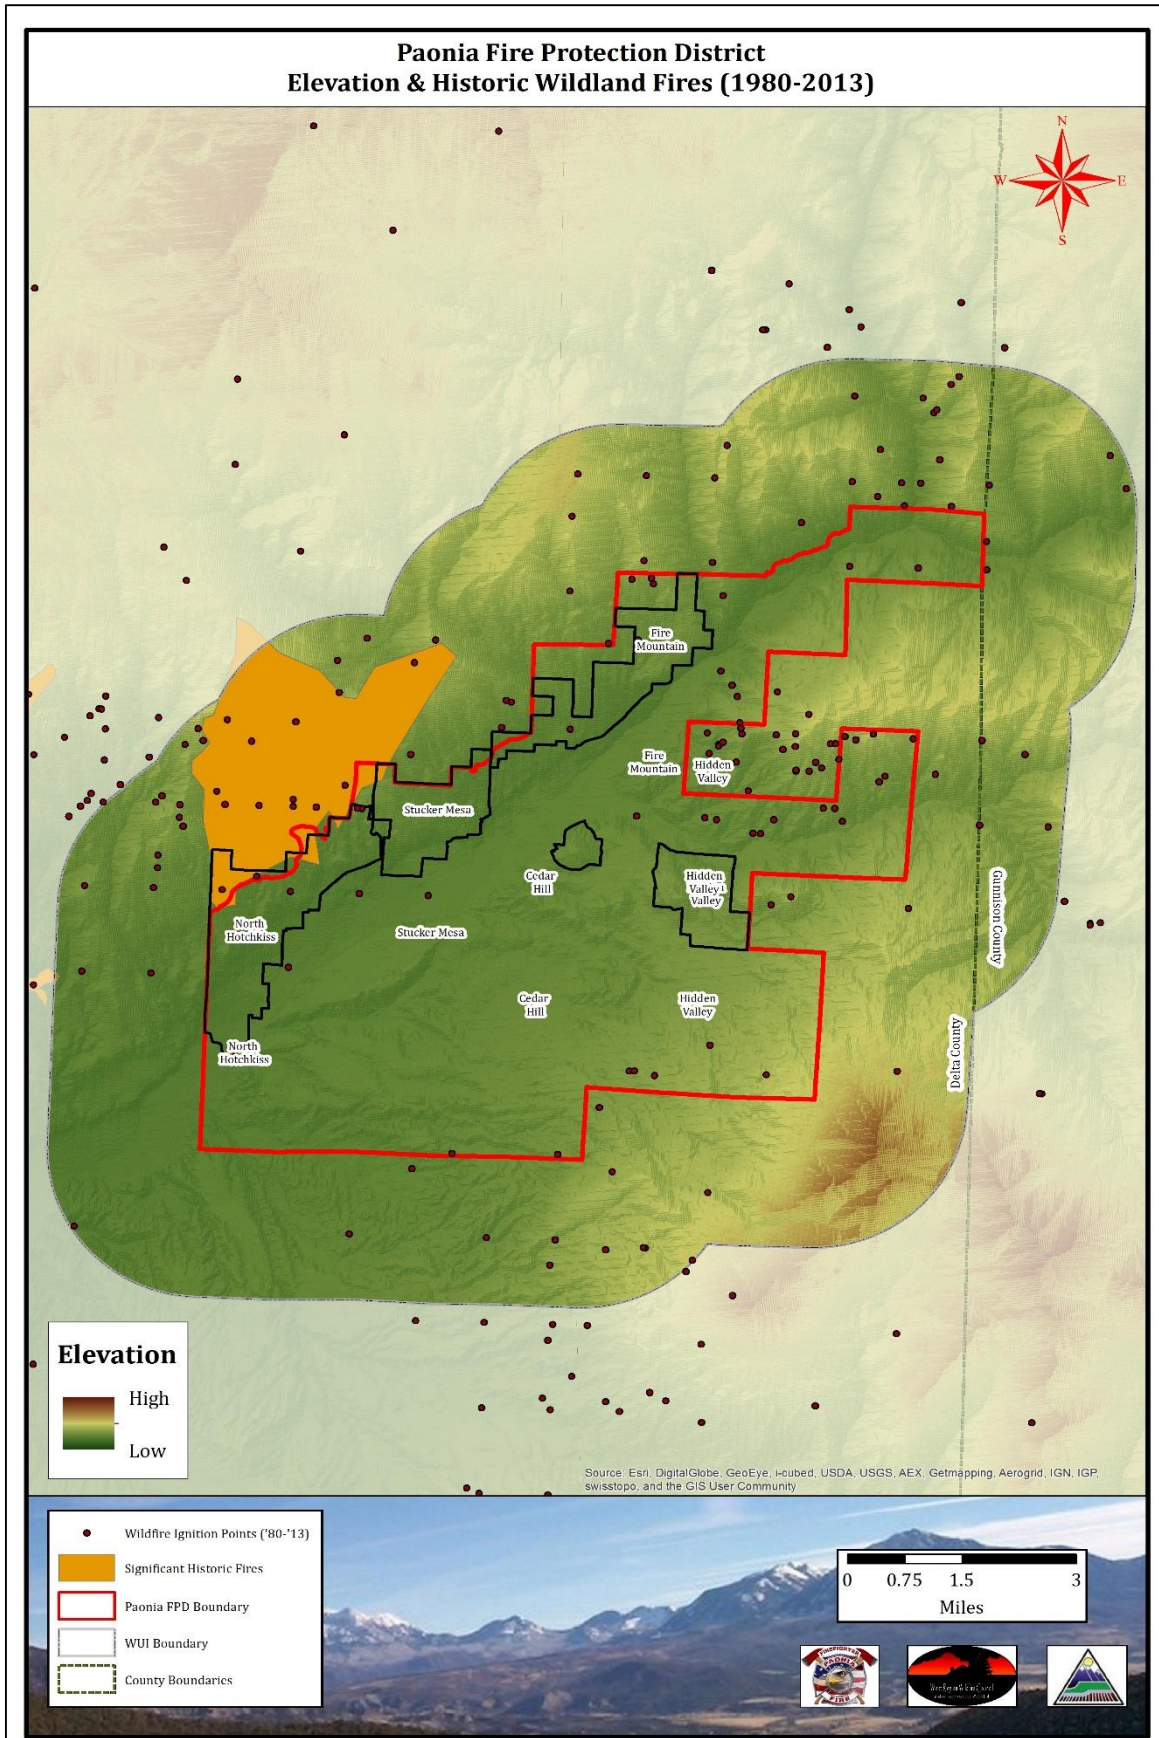 Paonia Fire Protection District
Elevation & Historic Wildland Fires (1980-2013)
N
W
E
S
Fire
Mountain
Fire
Mountain
Hidden
Valley
Stucker Mesa
Cedar
Hill
Hidden
Valley
Valley
North
Hotchkiss
Stucker Mesa
Gunnison County
Cedar
Hill
Hidden
Valley
North
Hotchkiss
Delta County
Elevation
High
Low
Source: Esri, DigitalGlobe, GeoEye, i-cubed, USDA, USGS, AEX, Getmapping, Aerogrid, IGN, IGP,
swisstopo, and the GIS User Community
Wildfire Ignition Points ('80-'13)
Significant Historic Fires
Paonia FPD Boundary
WUI Boundary
County Boundaries
0 0.75 1.5 3
Miles
FIREFIGHTER
PAONIA
FIRE